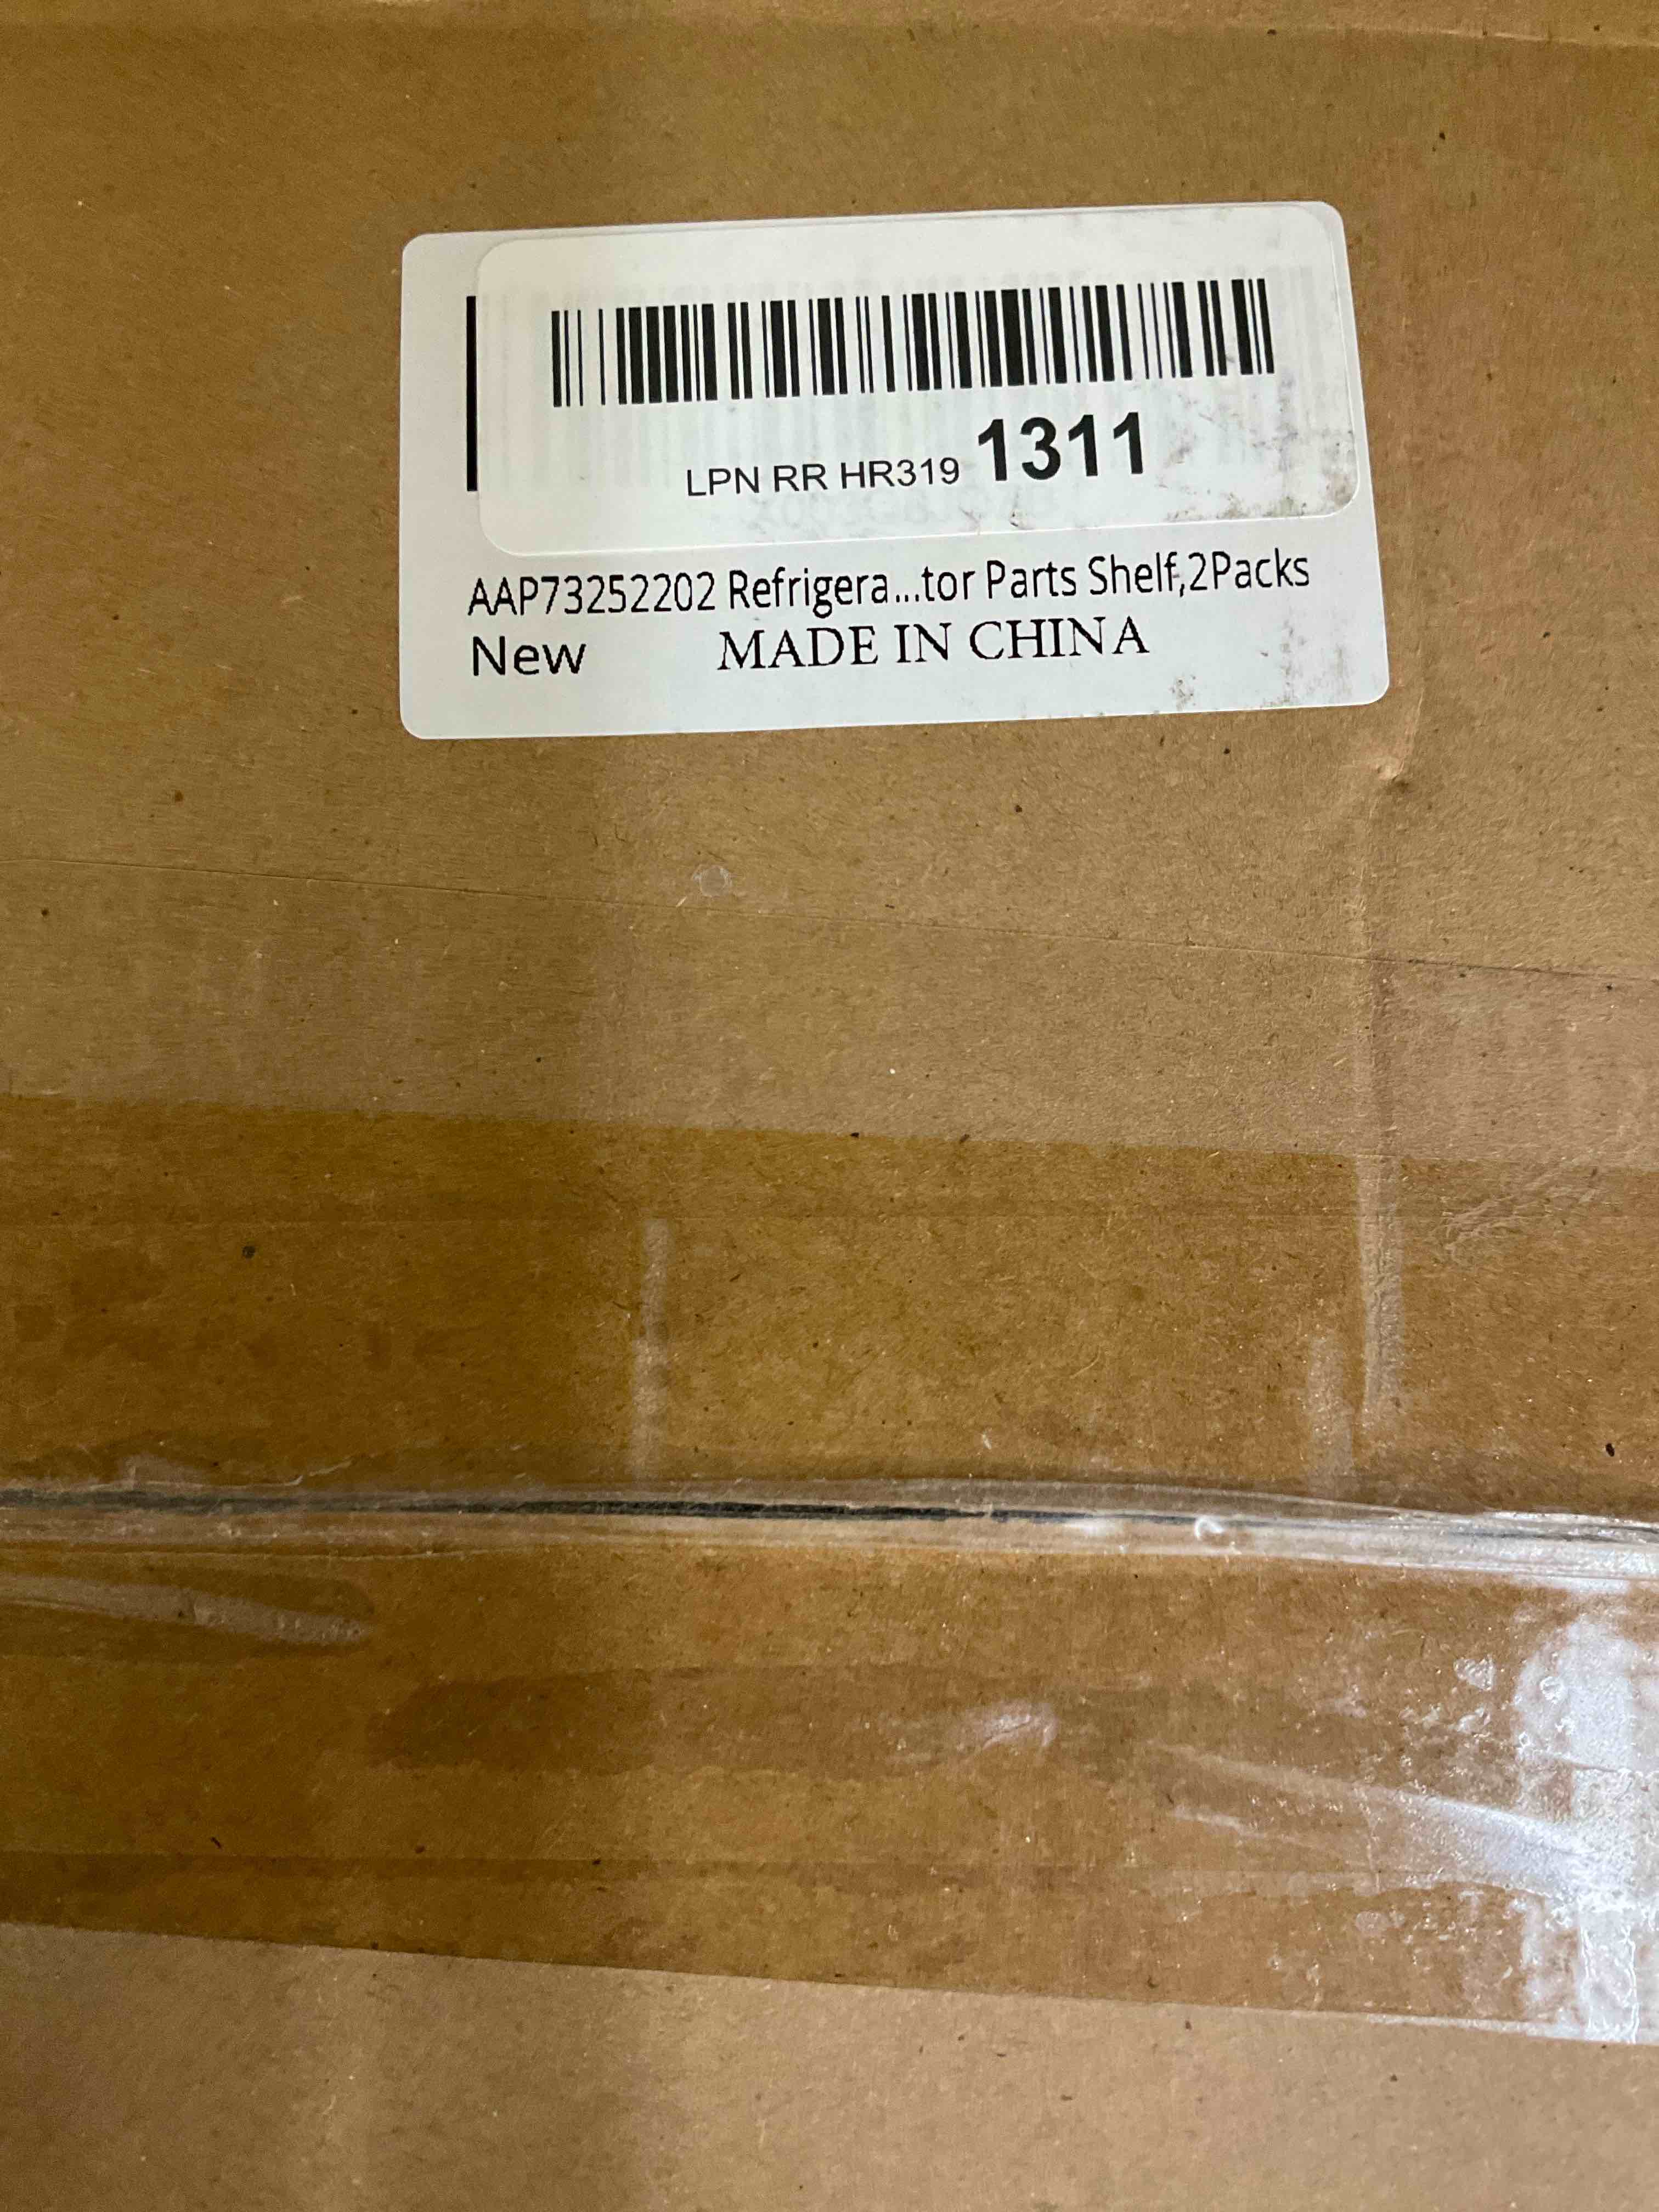 LPN RR HR319 1311
AAP73252202 Refrigera...tor Parts Shelf,2Packs
New MADE IN CHINA